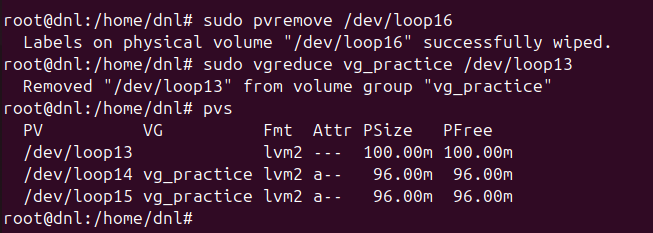 root@dnl:/home/dnl# sudo pvremove /dev/loop16
  Labels on physical volume "/dev/loop16" successfully wiped.
root@dnl:/home/dnl# sudo vgreduce vg_practice /dev/loop13
  Removed "/dev/loop13" from volume group "vg_practice"
root@dnl:/home/dnl# pvs
  PV          VG          Fmt  Attr PSize   PFree
  /dev/loop13             lvm2 ---  100.00m 100.00m
  /dev/loop14 vg_practice lvm2 a--   96.00m  96.00m
  /dev/loop15 vg_practice lvm2 a--   96.00m  96.00m
root@dnl:/home/dnl#